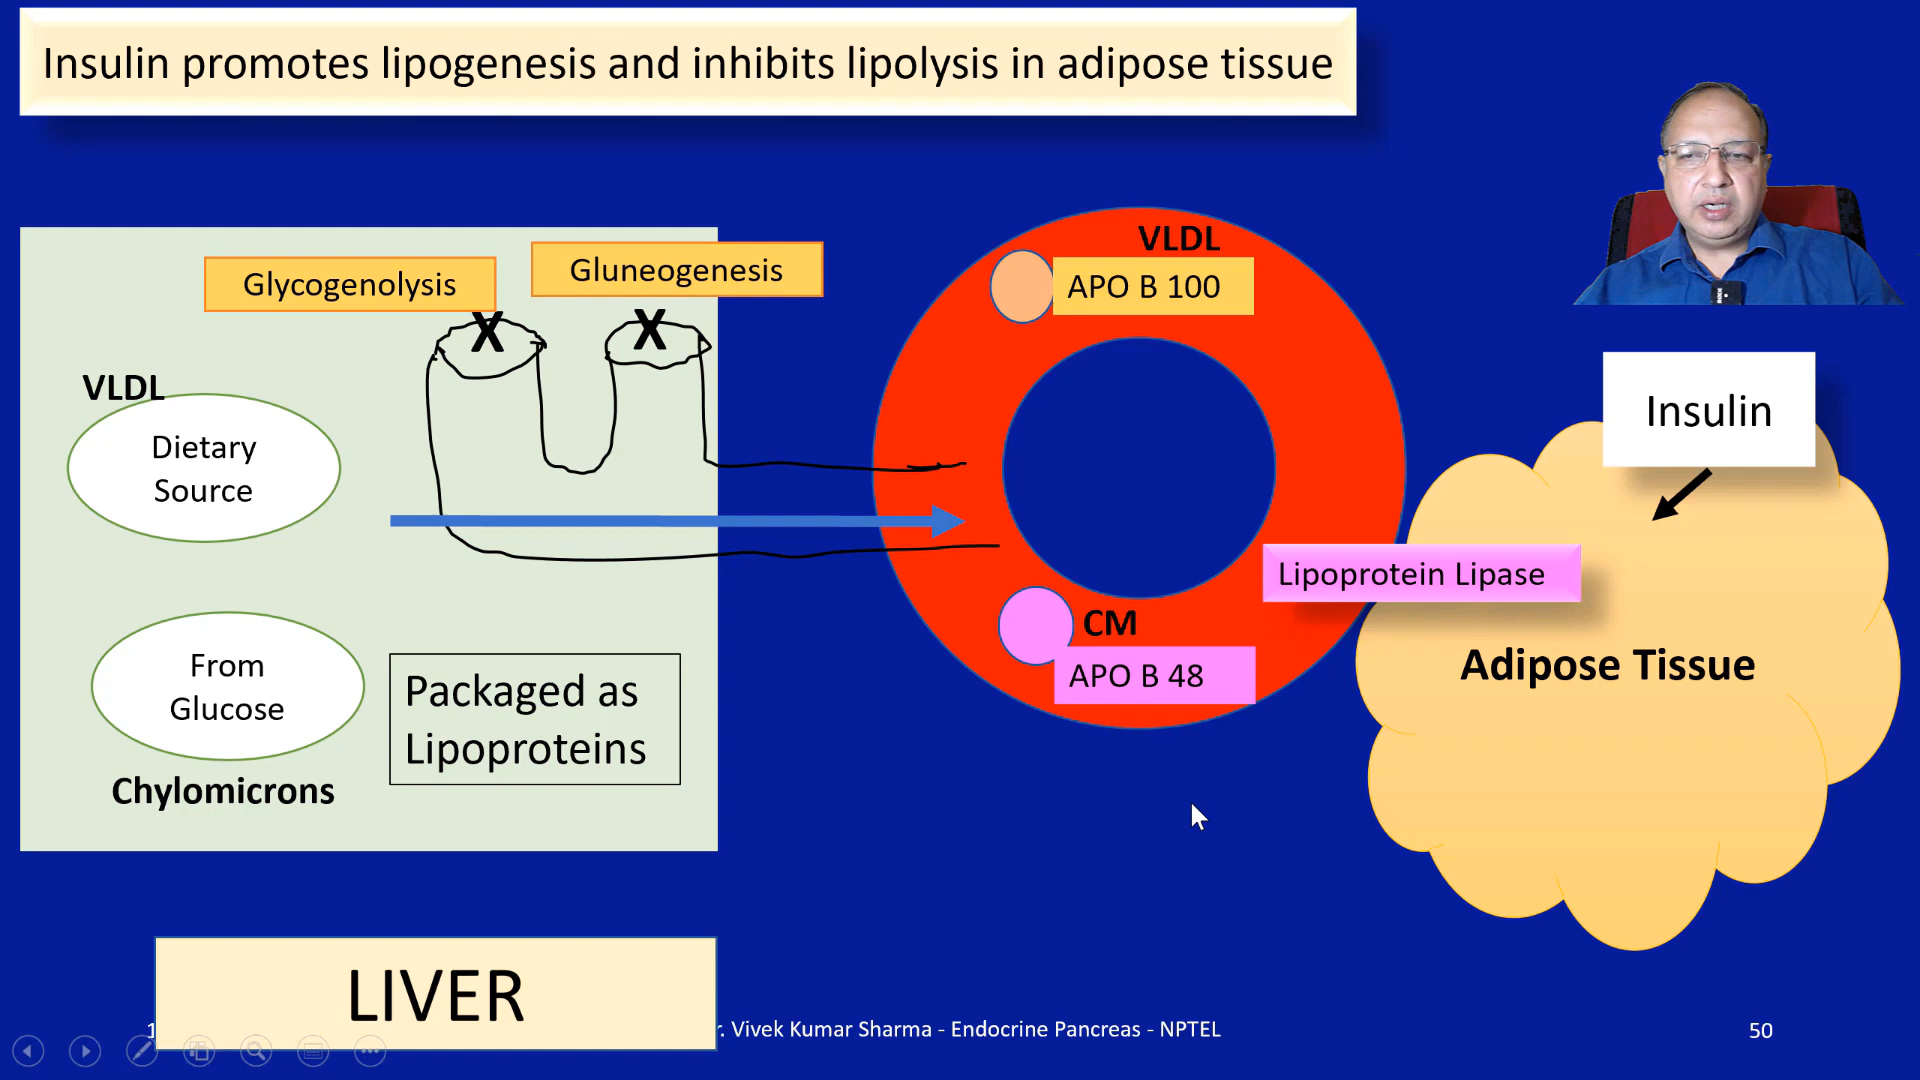 Insulin promotes lipogenesis and inhibits lipolysis in adipose tissue
Glycogenolysis
Gluneogenesis
X
X
VLDL
Dietary
Source
From
Glucose
Chylomicrons
Packaged as
Lipoproteins
VLDL
APO B 100
CM
APO B 48
Insulin
Lipoprotein Lipase
Adipose Tissue
LIVER
Vivek Kumar Sharma - Endocrine Pancreas - NPTEL
50